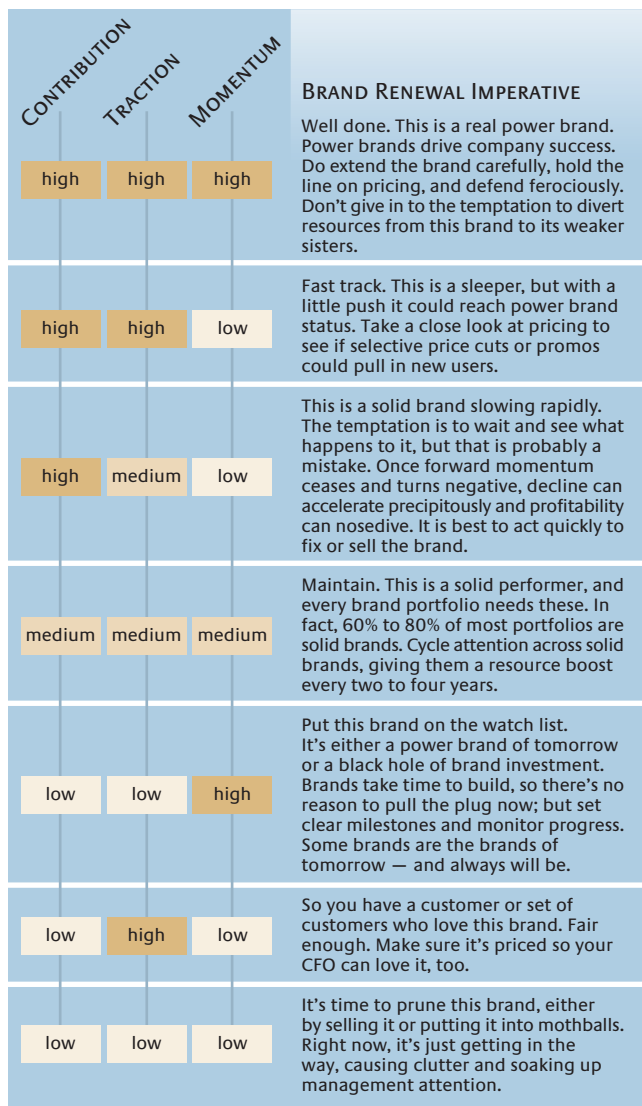 CONTRIBUTION
TRACTION
MOMENTUM
BRAND RENEWAL IMPERATIVE
high
high
high
Well done. This is a real power brand.
Power brands drive company success.
Do extend the brand carefully, hold the
line on pricing, and defend ferociously.
Don't give in to the temptation to divert
resources from this brand to its weaker
sisters.
high
high
low
Fast track. This is a sleeper, but with a
little push it could reach power brand
status. Take a close look at pricing to
see if selective price cuts or promos
could pull in new users.
high
medium
low
This is a solid brand slowing rapidly.
The temptation is to wait and see what
happens to it, but that is probably a
mistake. Once forward momentum
ceases and turns negative, decline can
accelerate precipitously and profitability
can nosedive. It is best to act quickly to
fix or sell the brand.
medium
medium
medium
Maintain. This is a solid performer, and
every brand portfolio needs these. In
fact, 60% to 80% of most portfolios are
solid brands. Cycle attention across solid
brands, giving them a resource boost
every two to four years.
low
low
high
Put this brand on the watch list.
It's either a power brand of tomorrow
or a black hole of brand investment.
Brands take time to build, so there's no
reason to pull the plug now; but set
clear milestones and monitor progress.
Some brands are the brands of
tomorrow — and always will be.
low
high
low
So you have a customer or set of
customers who love this brand. Fair
enough. Make sure it's priced so your
CFO can love it, too.
low
low
low
It's time to prune this brand, either
by selling it or putting it into mothballs.
Right now, it's just getting in the
way, causing clutter and soaking up
management attention.